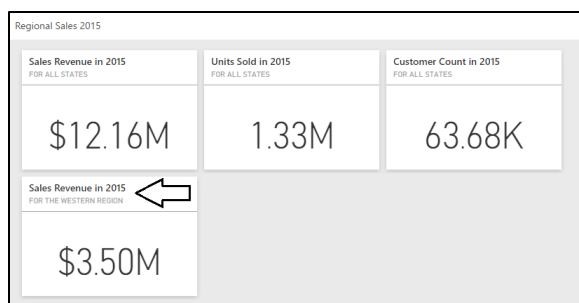 Regional Sales 2015
Sales Revenue in 2015
FOR ALL STATES
$12.16M
Units Sold in 2015
FOR ALL STATES
1.33M
Customer Count in 2015
FOR ALL STATES
63.68K
Sales Revenue in 2015
FOR THE WESTERN REGION
$3.50M